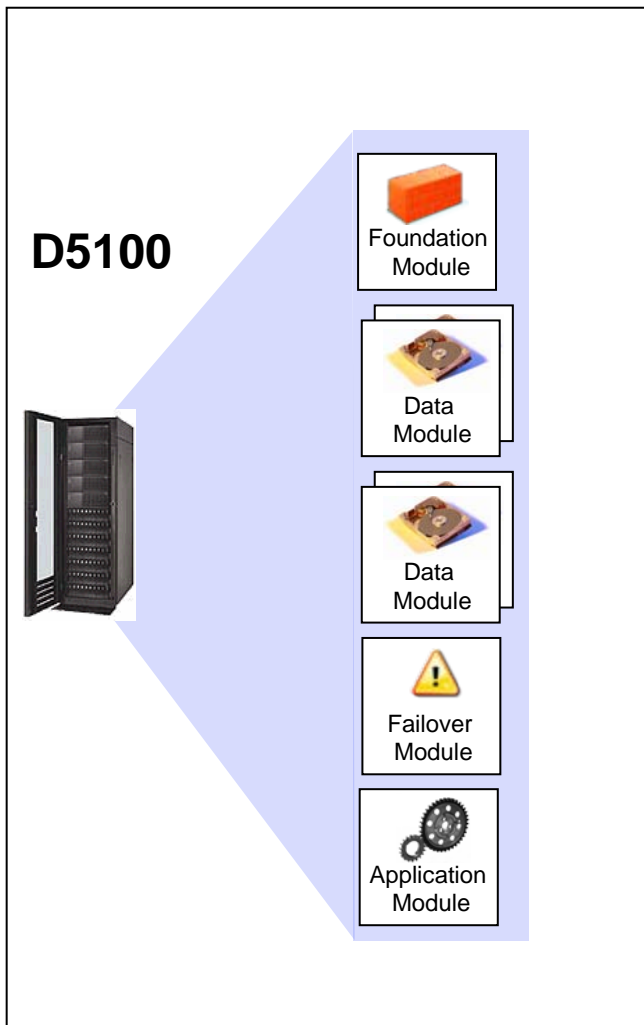 D5100
Foundation
Module
Data
Module
Data
Module
Failover
Module
Application
Module